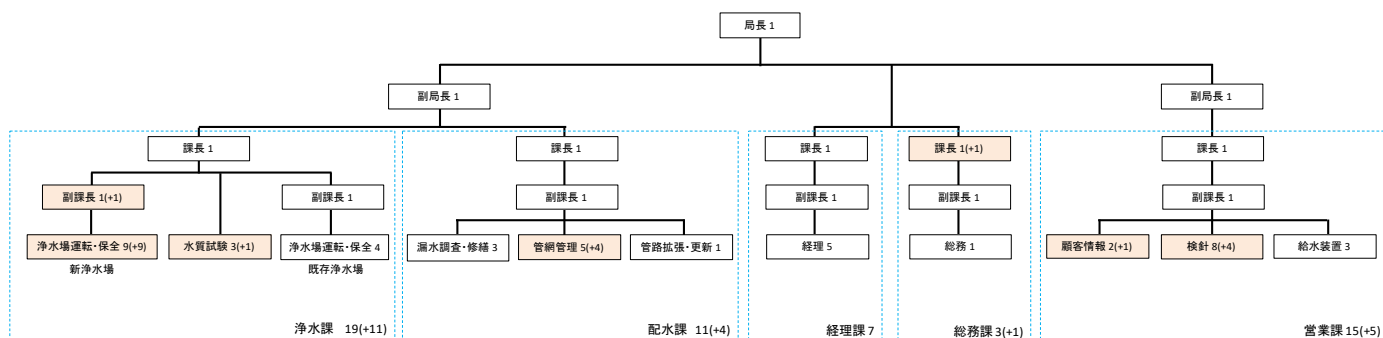 局長 1
副局長 1
副局長 1
課長 1
課長 1
課長 1
課長 1(+1)
課長 1
副課長 1(+1)
副課長 1
副課長 1
副課長 1
副課長 1
副課長 1
浄水場運転・保全 9(+9)
水質試験 3(+1)
浄水場運転・保全 4
漏水調査・修繕 3
管網管理 5(+4)
管路拡張・更新 1
経理 5
総務 1
顧客情報 2(+1)
検針 8(+4)
給水装置 3
新浄水場
既存浄水場
浄水課 19(+11)
配水課 11(+4)
経理課 7
総務課 3(+1)
営業課 15(+5)